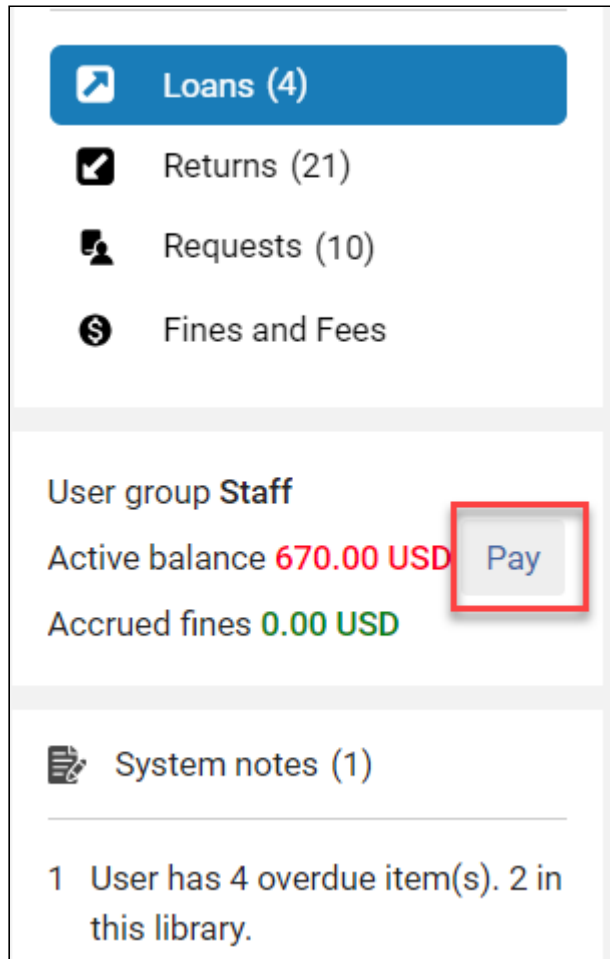 Loans (4)
Returns (21)
Requests (10)
Fines and Fees
User group Staff
Active balance 670.00 USD Pay
Accrued fines 0.00 USD
System notes (1)
1 User has 4 overdue item(s). 2 in
this library.